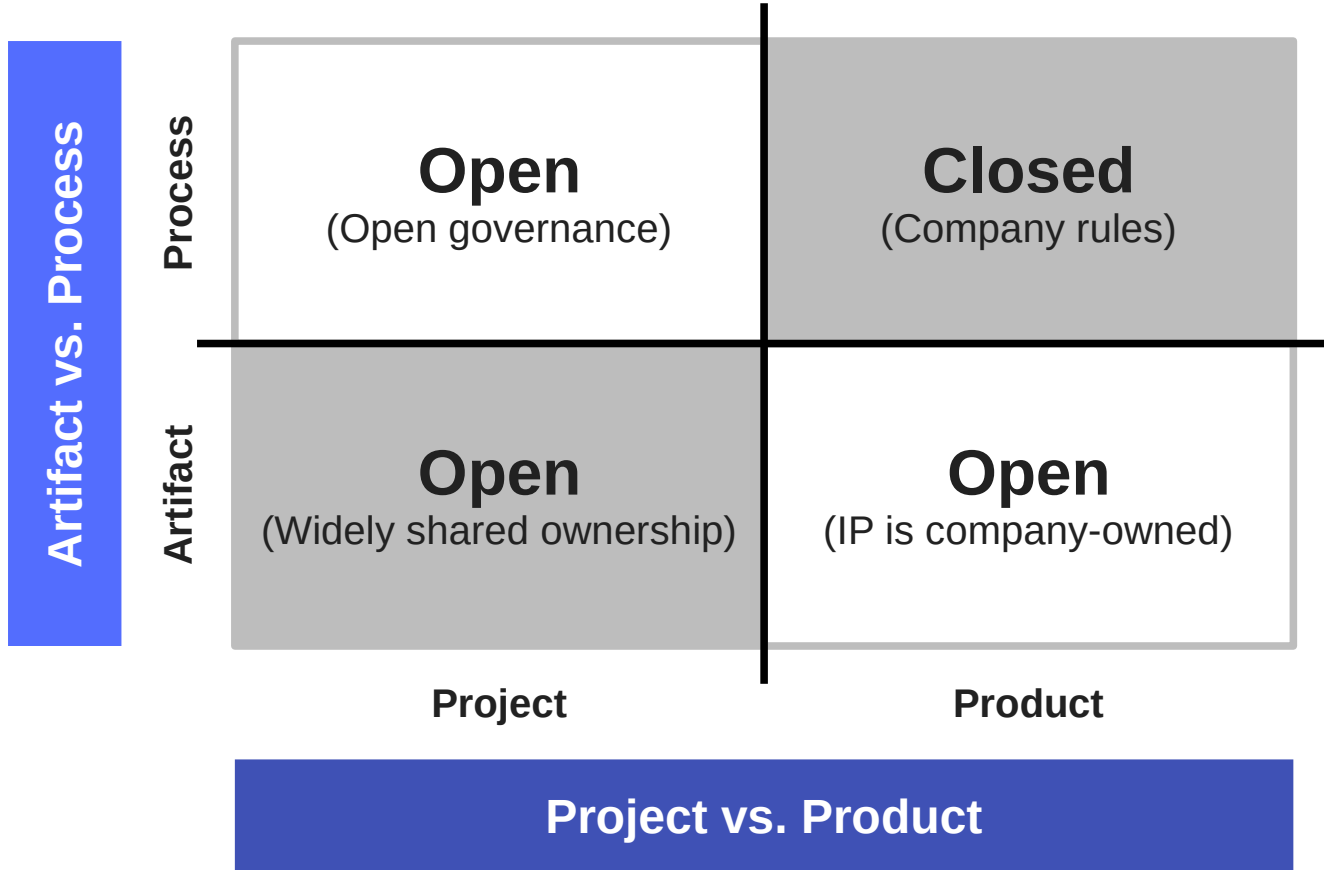 Artifact vs. Process
Process
Open
(Open governance)
Closed
(Company rules)
Artifact
Open
(Widely shared ownership)
Open
(IP is company-owned)
Project
Product
Project vs. Product